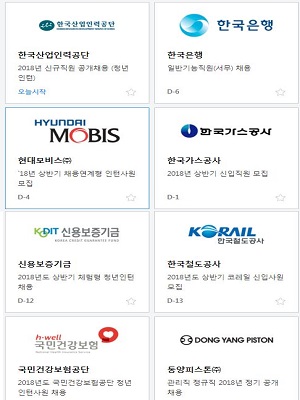 한국산업인력공단
한국산업인력공단
2018년 신규직원 공개채용 (청년
인턴)
오늘시작
한국은행
한국은행
일반기능직원(서무) 채용
D-6
HYUNDAI
MOBIS
현대모비스㈜
'18년 상반기 채용연계형 인턴사원
모집
D-4
한국가스공사
한국가스공사
2018년 상반기 신입직원 모집
D-1
KODIT 신용보증기금
KOREA CREDIT GUARANTEE FUND
신용보증기금
2018년도 상반기 체험형 청년인턴
채용
D-12
KORAIL
한국철도공사
한국철도공사
2018년도 상반기 코레일 신입사원
모집
D-13
h-well
국민건강보험
National Health Insurance Service
국민건강보험공단
2018년도 국민건강보험공단 청년
인턴사원 채용
DONG YANG PISTON
동양피스톤㈜
관리직 정규직 2018년 정기 공개
채용